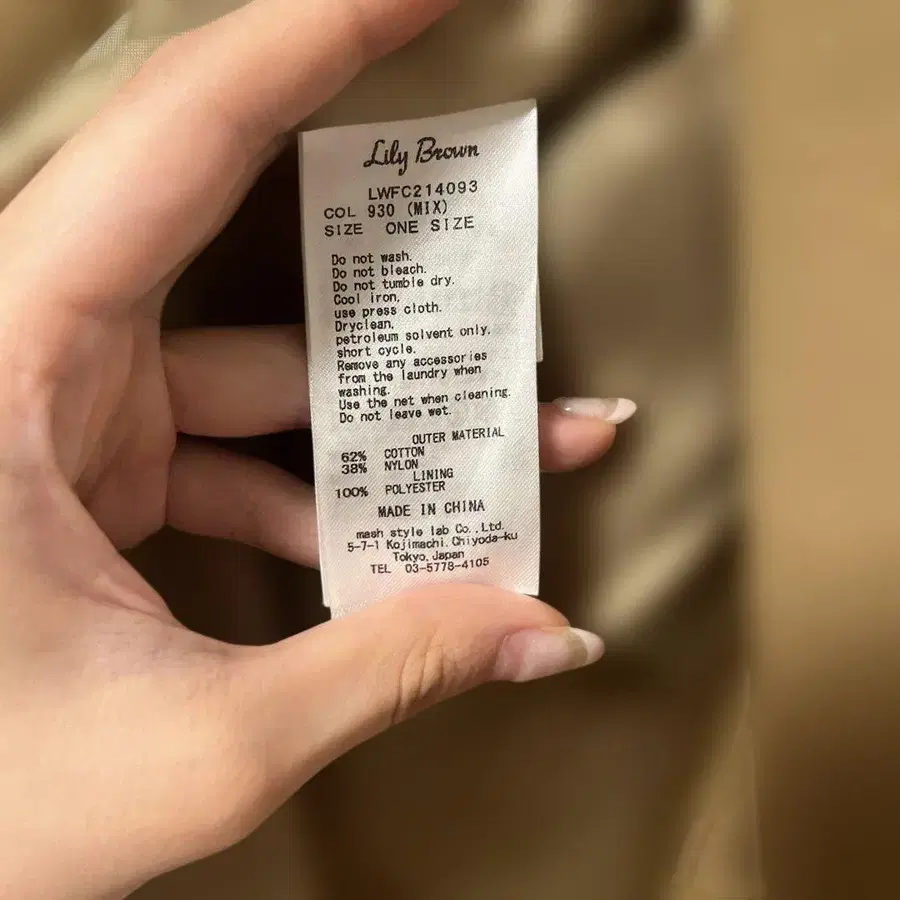 Lily Brown
LWFC214093
COL 930 (MIX)
SIZE ONE SIZE
Do not wash.
Do not bleach.
Do not tumble dry.
Cool iron,
use press cloth.
Dryclean,
petroleum solvent only,
short cycle.
Remove any accessories
from the laundry when
washing.
Use the net when cleaning.
Do not leave wet.
OUTER MATERIAL
62% COTTON
38% NYLON
LINING
100% POLYESTER
MADE IN CHINA
mash style lab Co.,Ltd.
5-7-1 Kojimachi.Chiyoda-ku
Tokyo.Japan
TEL 03-5778-4105